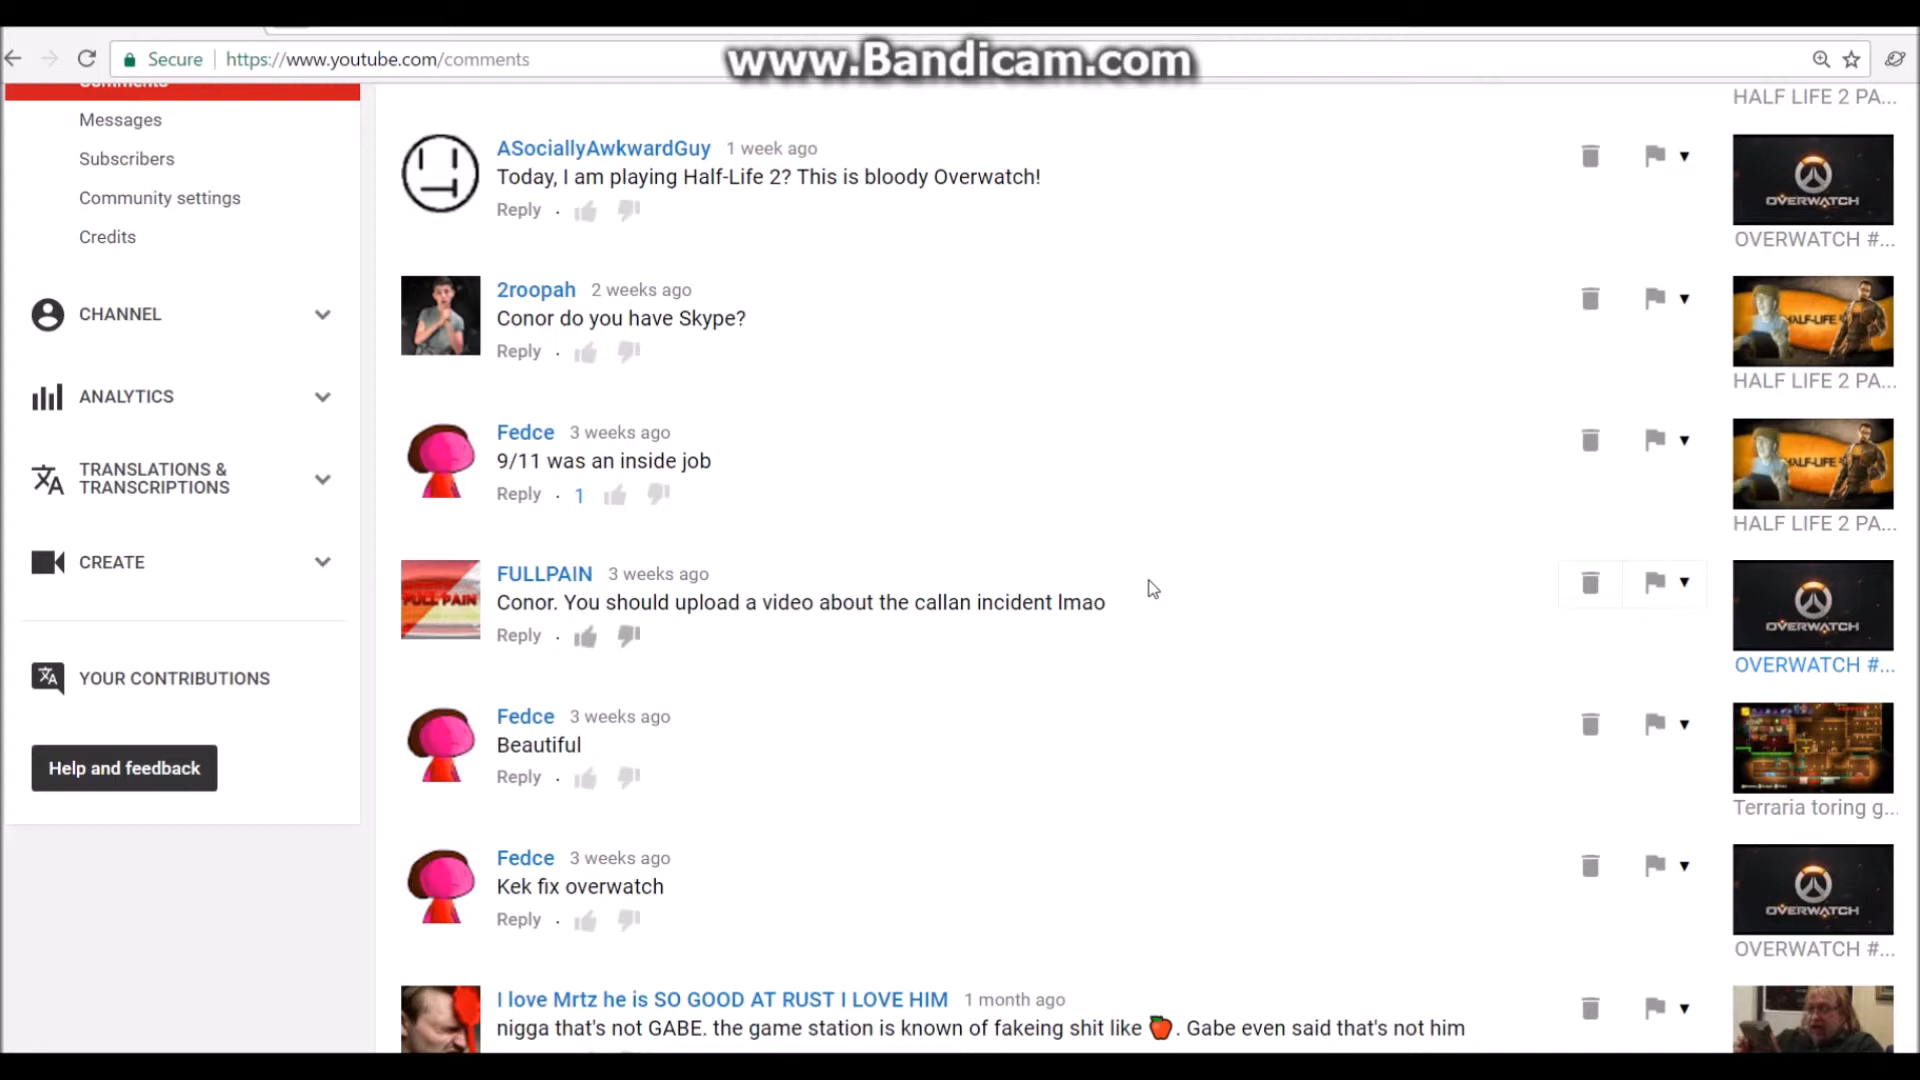 www.Bandicam.com
Secure
https://www.youtube.com/comments
Comments
Messages
Subscribers
Community settings
Credits
CHANNEL
ANALYTICS
TRANSLATIONS &
TRANSCRIPTIONS
CREATE
YOUR CONTRIBUTIONS
Help and feedback
HALF LIFE 2 PA...
ASociallyAwkwardGuy 1 week ago
Today, I am playing Half-Life 2? This is bloody Overwatch!
Reply
OVERWATCH
OVERWATCH #...
2roopah 2 weeks ago
Conor do you have Skype?
Reply
HALF-LIFE
HALF LIFE 2 PA...
Fedce 3 weeks ago
9/11 was an inside job
Reply · 1
HALF-LIFE
HALF LIFE 2 PA...
FULL PAIN
FULLPAIN 3 weeks ago
Conor. You should upload a video about the callan incident lmao
Reply
OVERWATCH
OVERWATCH #...
Fedce 3 weeks ago
Beautiful
Reply
Terraria toring g...
Fedce 3 weeks ago
Kek fix overwatch
Reply
OVERWATCH
OVERWATCH #...
I love Mrtz he is SO GOOD AT RUST I LOVE HIM 1 month ago
nigga that's not GABE. the game station is known of fakeing shit like 🍎. Gabe even said that's not him